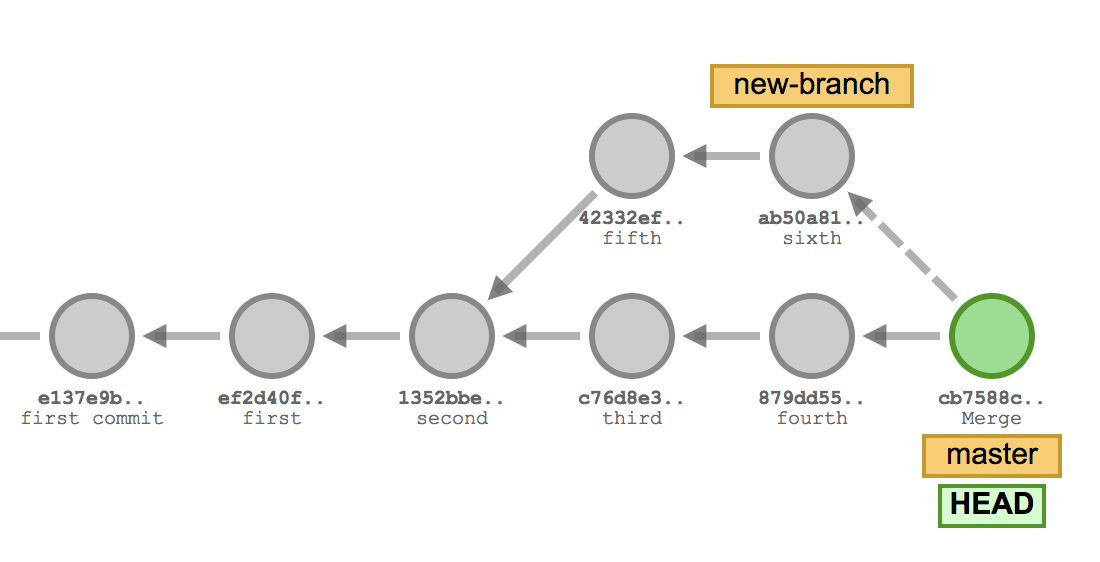 new-branch
42332ef..
fifth
ab50a81..
sixth
e137e9b..
first commit
ef2d40f..
first
1352bbe..
second
c76d8e3..
third
879dd55..
fourth
cb7588c..
Merge
master
HEAD